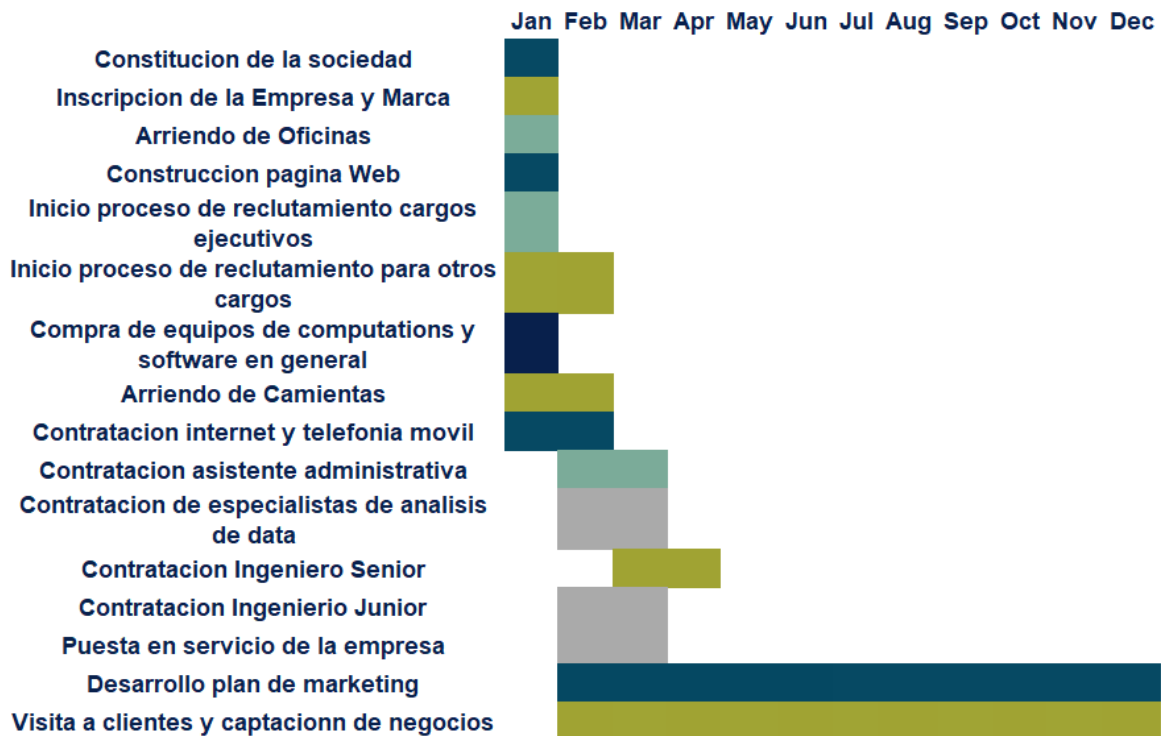 Jan Feb Mar Apr May Jun Jul Aug Sep Oct Nov Dec
Constitucion de la sociedad
Inscripcion de la Empresa y Marca
Arriendo de Oficinas
Construccion pagina Web
Inicio proceso de reclutamiento cargos
ejecutivos
Inicio proceso de reclutamiento para otros
cargos
Compra de equipos de computations y
software en general
Arriendo de Camientas
Contratacion internet y telefonia movil
Contratacion asistente administrativa
Contratacion de especialistas de analisis
de data
Contratacion Ingeniero Senior
Contratacion Ingenierio Junior
Puesta en servicio de la empresa
Desarrollo plan de marketing
Visita a clientes y captacionn de negocios